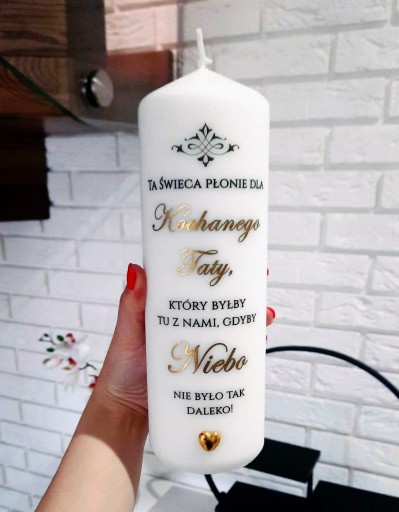 Ta świeca płonie dla
Kochanego
Taty,
który byłby
tu z nami, gdyby
Niebo
nie było tak
daleko!